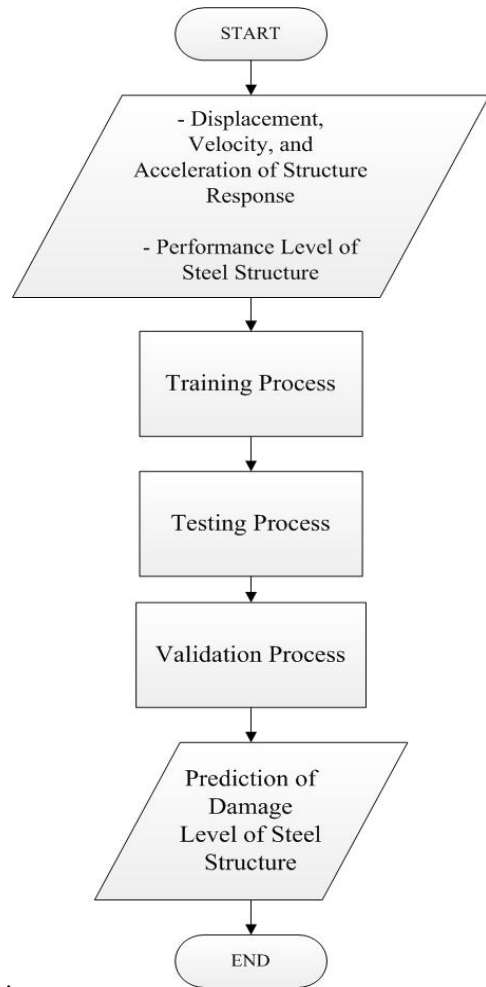 START
- Displacement,
Velocity, and
Acceleration of Structure
Response
- Performance Level of
Steel Structure
Training Process
Testing Process
Validation Process
Prediction of
Damage
Level of Steel
Structure
END
.